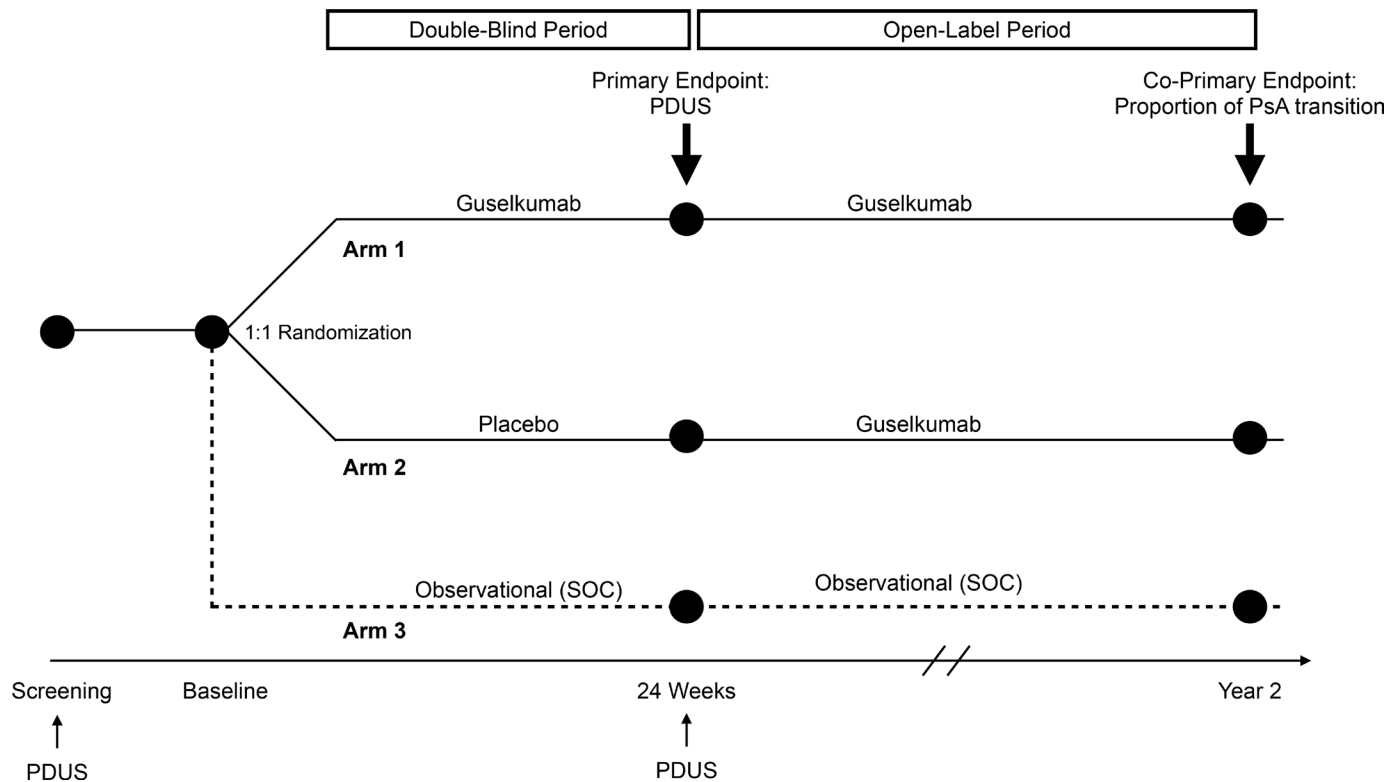 Double-Blind Period
Open-Label Period
Primary Endpoint:
PDUS
Co-Primary Endpoint:
Proportion of PsA transition
Guselkumab
Guselkumab
Arm 1
1:1 Randomization
Placebo
Guselkumab
Arm 2
Observational (SOC)
Observational (SOC)
Arm 3
Screening
Baseline
24 Weeks
Year 2
PDUS
PDUS